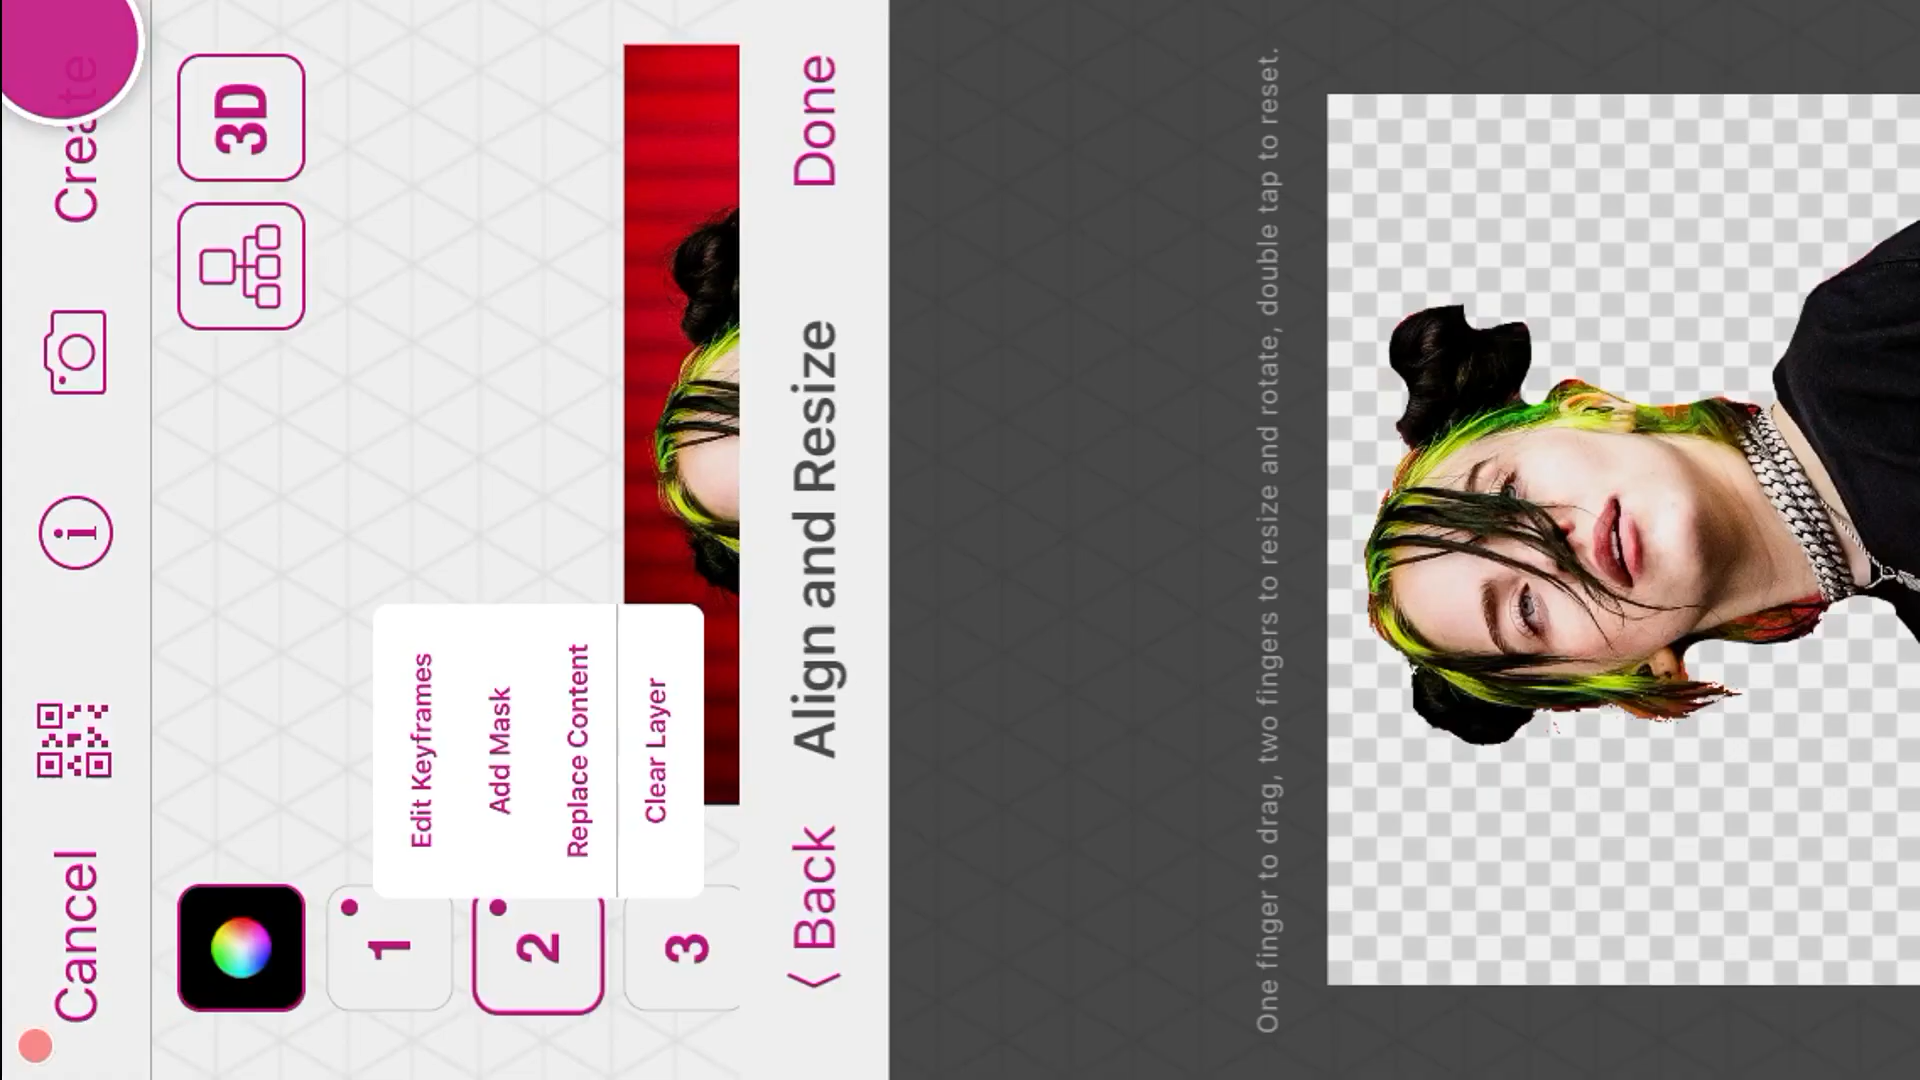 Cancel
Create
3D
1
2
3
Edit Keyframes
Add Mask
Replace Content
Clear Layer
Back
Align and Resize
Done
One finger to drag, two fingers to resize and rotate, double tap to reset.